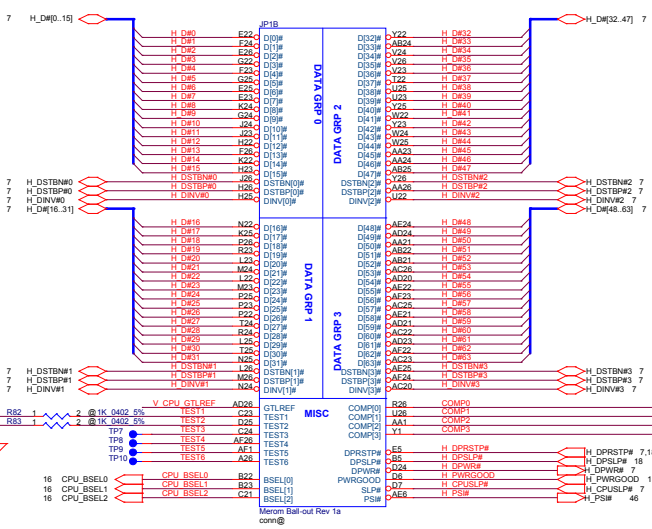 JP1B
7 H_D#[0..15] H_D#[32..47] 7
H_D#0 E22 D[0]# D[32]# Y22 H_D#32
H_D#1 F24 D[1]# D[33]# AB24 H_D#33
H_D#2 E26 D[2]# D[34]# V24 H_D#34
H_D#3 G22 D[3]# D[35]# V26 H_D#35
H_D#4 F23 D[4]# D[36]# V23 H_D#36
H_D#5 G25 D[5]# D[37]# T22 H_D#37
H_D#6 E25 D[6]# D[38]# U25 H_D#38
H_D#7 E23 D[7]# D[39]# U23 H_D#39
H_D#8 K24 D[8]# D[40]# Y25 H_D#40
H_D#9 G24 D[9]# D[41]# W22 H_D#41
H_D#10 J24 D[10]# D[42]# Y23 H_D#42
H_D#11 J23 D[11]# D[43]# W24 H_D#43
H_D#12 H22 D[12]# D[44]# W25 H_D#44
H_D#13 F26 D[13]# D[45]# AA23 H_D#45
H_D#14 K22 D[14]# D[46]# AA24 H_D#46
H_D#15 H23 D[15]# D[47]# AB25 H_D#47
7 H_DSTBN#0 H_DSTBN#0 J26 DSTBN[0]# DSTBN[2]# Y26 H_DSTBN#2 H_DSTBN#2 7
7 H_DSTBP#0 H_DSTBP#0 H26 DSTBP[0]# DSTBP[2]# AA26 H_DSTBP#2 H_DSTBP#2 7
7 H_DINV#0 H_DINV#0 H25 DINV[0]# DINV[2]# U22 H_DINV#2 H_DINV#2 7
DATA GRP 0
DATA GRP 2
7 H_D#[16..31] H_D#[48..63] 7
H_D#16 N22 D[16]# D[48]# AE24 H_D#48
H_D#17 K25 D[17]# D[49]# AD24 H_D#49
H_D#18 P26 D[18]# D[50]# AA21 H_D#50
H_D#19 R23 D[19]# D[51]# AB22 H_D#51
H_D#20 L23 D[20]# D[52]# AB21 H_D#52
H_D#21 M24 D[21]# D[53]# AC26 H_D#53
H_D#22 L22 D[22]# D[54]# AD20 H_D#54
H_D#23 M23 D[23]# D[55]# AE22 H_D#55
H_D#24 P25 D[24]# D[56]# AF23 H_D#56
H_D#25 P23 D[25]# D[57]# AC25 H_D#57
H_D#26 P22 D[26]# D[58]# AE21 H_D#58
H_D#27 T24 D[27]# D[59]# AD21 H_D#59
H_D#28 R24 D[28]# D[60]# AC22 H_D#60
H_D#29 L25 D[29]# D[61]# AD23 H_D#61
H_D#30 T25 D[30]# D[62]# AF22 H_D#62
H_D#31 N25 D[31]# D[63]# AC23 H_D#63
7 H_DSTBN#1 H_DSTBN#1 L26 DSTBN[1]# DSTBN[3]# AE25 H_DSTBN#3 H_DSTBN#3 7
7 H_DSTBP#1 H_DSTBP#1 M26 DSTBP[1]# DSTBP[3]# AF24 H_DSTBP#3 H_DSTBP#3 7
7 H_DINV#1 H_DINV#1 N24 DINV[1]# DINV[3]# AC20 H_DINV#3 H_DINV#3 7
DATA GRP 1
DATA GRP 3
V_CPU_GTLREF AD26 GTLREF MISC COMP[0] R26 COMP0
R82 1 2 @1K_0402_5% TEST1 C23 TEST1 COMP[1] U26 COMP1
R83 1 2 @1K_0402_5% TEST2 D25 TEST2 COMP[2] AA1 COMP2
TP7 TEST3 C24 TEST3 COMP[3] Y1 COMP3
TP8 TEST4 AF26 TEST4
TP9 TEST5 AF1 TEST5 DPRSTP# E5 H_DPRSTP# H_DPRSTP# 7,18
TP10 TEST6 A26 TEST6 DPSLP# B5 H_DPSLP# H_DPSLP# 18
DPWR# D24 H_DPWR# H_DPWR# 7
16 CPU_BSEL0 CPU_BSEL0 B22 BSEL[0] PWRGOOD D6 H_PWRGOOD H_PWRGOOD 1
16 CPU_BSEL1 CPU_BSEL1 B23 BSEL[1] SLP# D7 H_CPUSLP# H_CPUSLP# 7
16 CPU_BSEL2 CPU_BSEL2 C21 BSEL[2] PSI# AE6 H_PSI# H_PSI# 46
Merom Ball-out Rev 1a
conn@